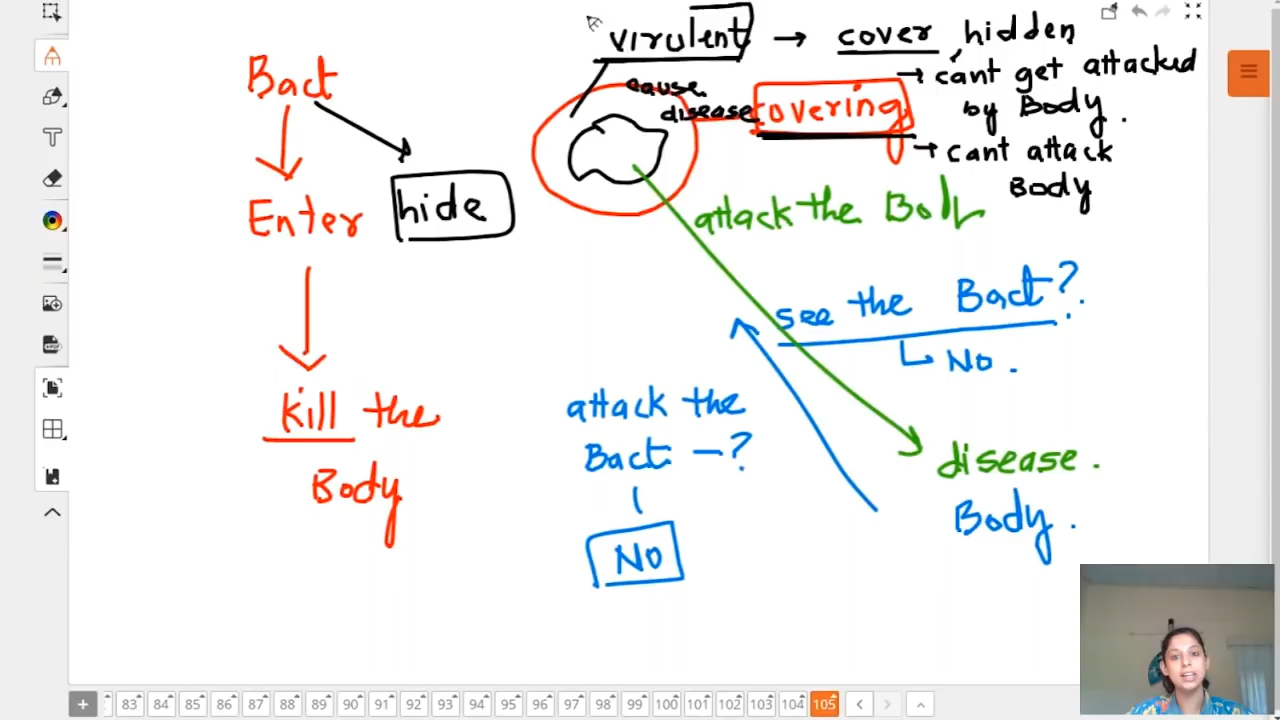 Bact
Enter
hide
Kill the
Body
virulent → cover, hidden
cause
disease
covering
→ cant get attacked
by Body.
→ cant attack
Body
attack the Body
see the Bact?
No.
attack the
Bact -?
No
disease.
Body.
T
83 84 85 86 87 88 89 90 91 92 93 94 95 96 97 98 99 100 101 102 103 104 105